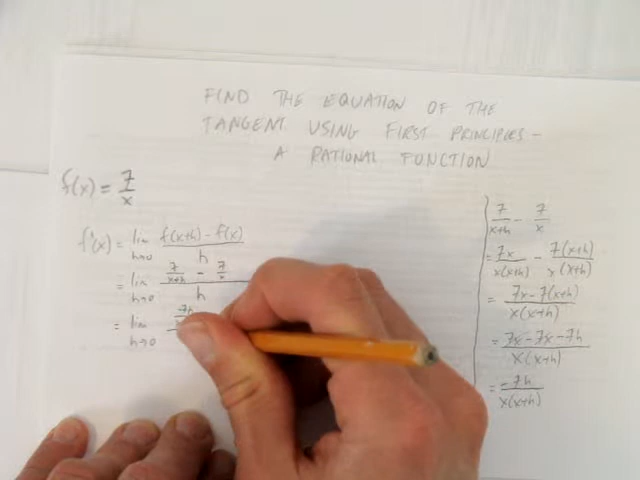 FIND THE EQUATION OF THE
TANGENT USING FIRST PRINCIPLES -
A RATIONAL FUNCTION
f(x) = 7/x
f'(x) = lim h→0 (f(x+h) - f(x))/h
= lim h→0 (7/(x+h) - 7/x)/h
= lim h→0 -7h
7/(x+h) - 7/x
= 7x/(x(x+h)) - 7(x+h)/(x(x+h))
= (7x - 7(x+h))/(x(x+h))
= (7x - 7x - 7h)/(x(x+h))
= -7h/(x(x+h))